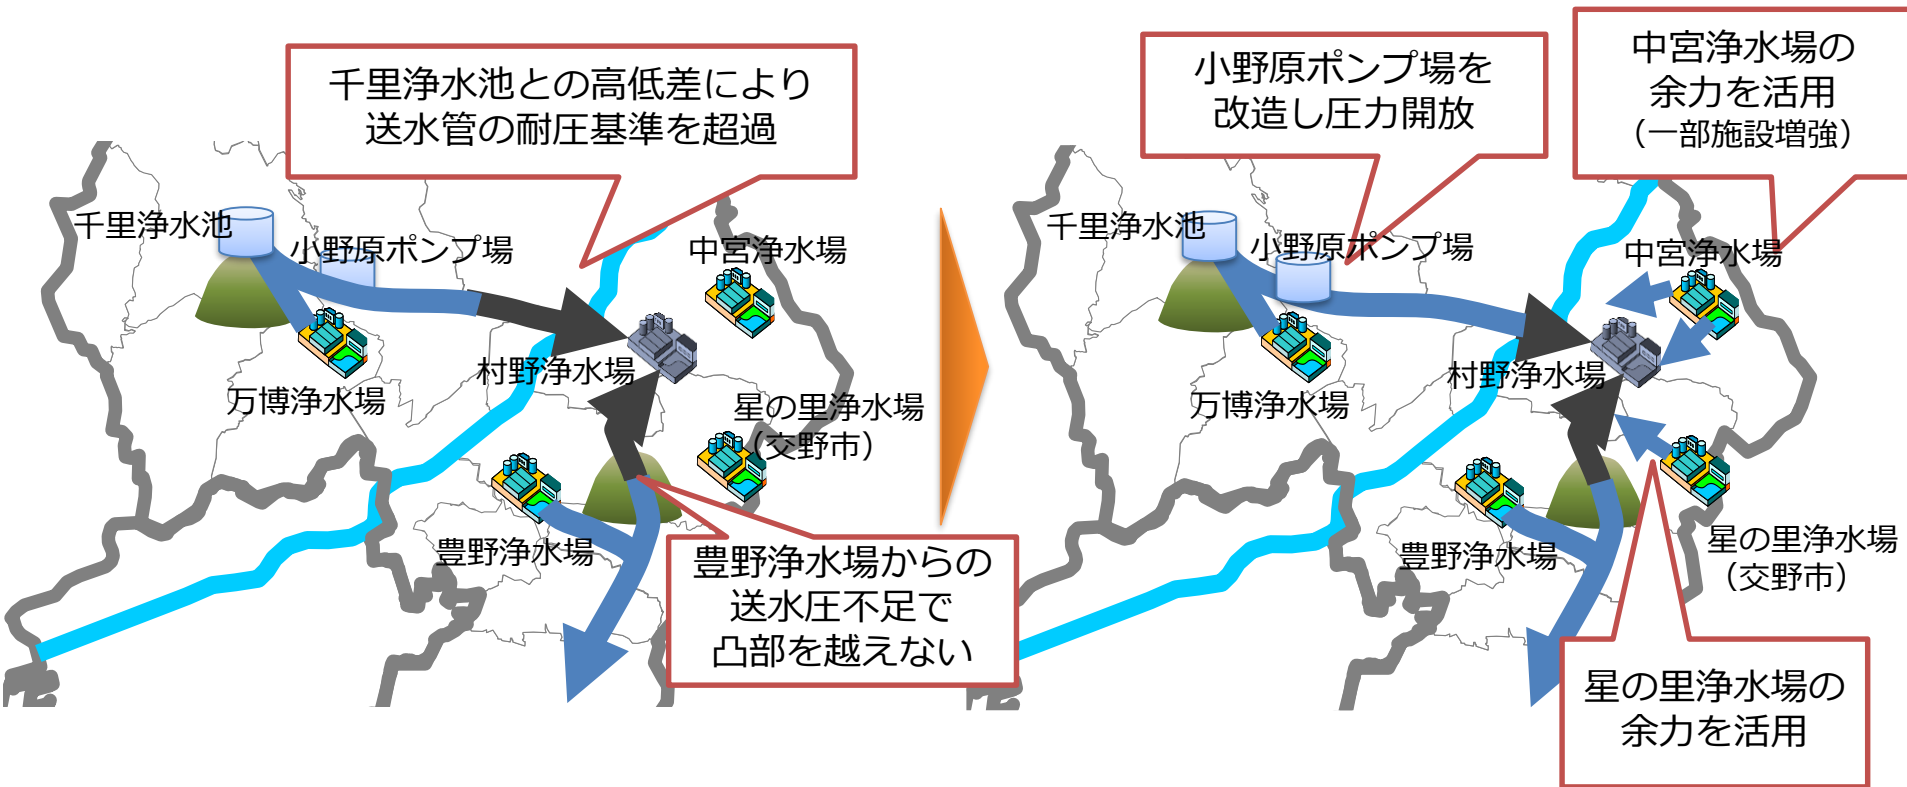 千里浄水池との高低差により
送水管の耐圧基準を超過
千里浄水池
小野原ポンプ場
中宮浄水場
村野浄水場
万博浄水場
星の里浄水場
（交野市）
豊野浄水場
豊野浄水場からの
送水圧不足で
凸部を越えない
小野原ポンプ場を
改造し圧力開放
中宮浄水場の
余力を活用
（一部施設増強）
千里浄水池
小野原ポンプ場
中宮浄水場
村野浄水場
万博浄水場
豊野浄水場
星の里浄水場
（交野市）
星の里浄水場の
余力を活用